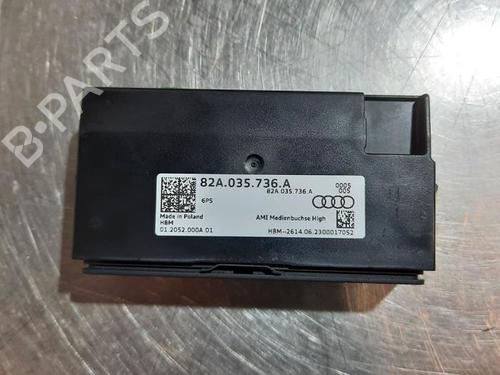 B-PARTS
82A.035.736.A
82A.035.736.A
0005
005
6PS
Made in Poland
HBM
01.2052.000A 01
AMI Medienbuchse High
HBM--2614.06.2300017052